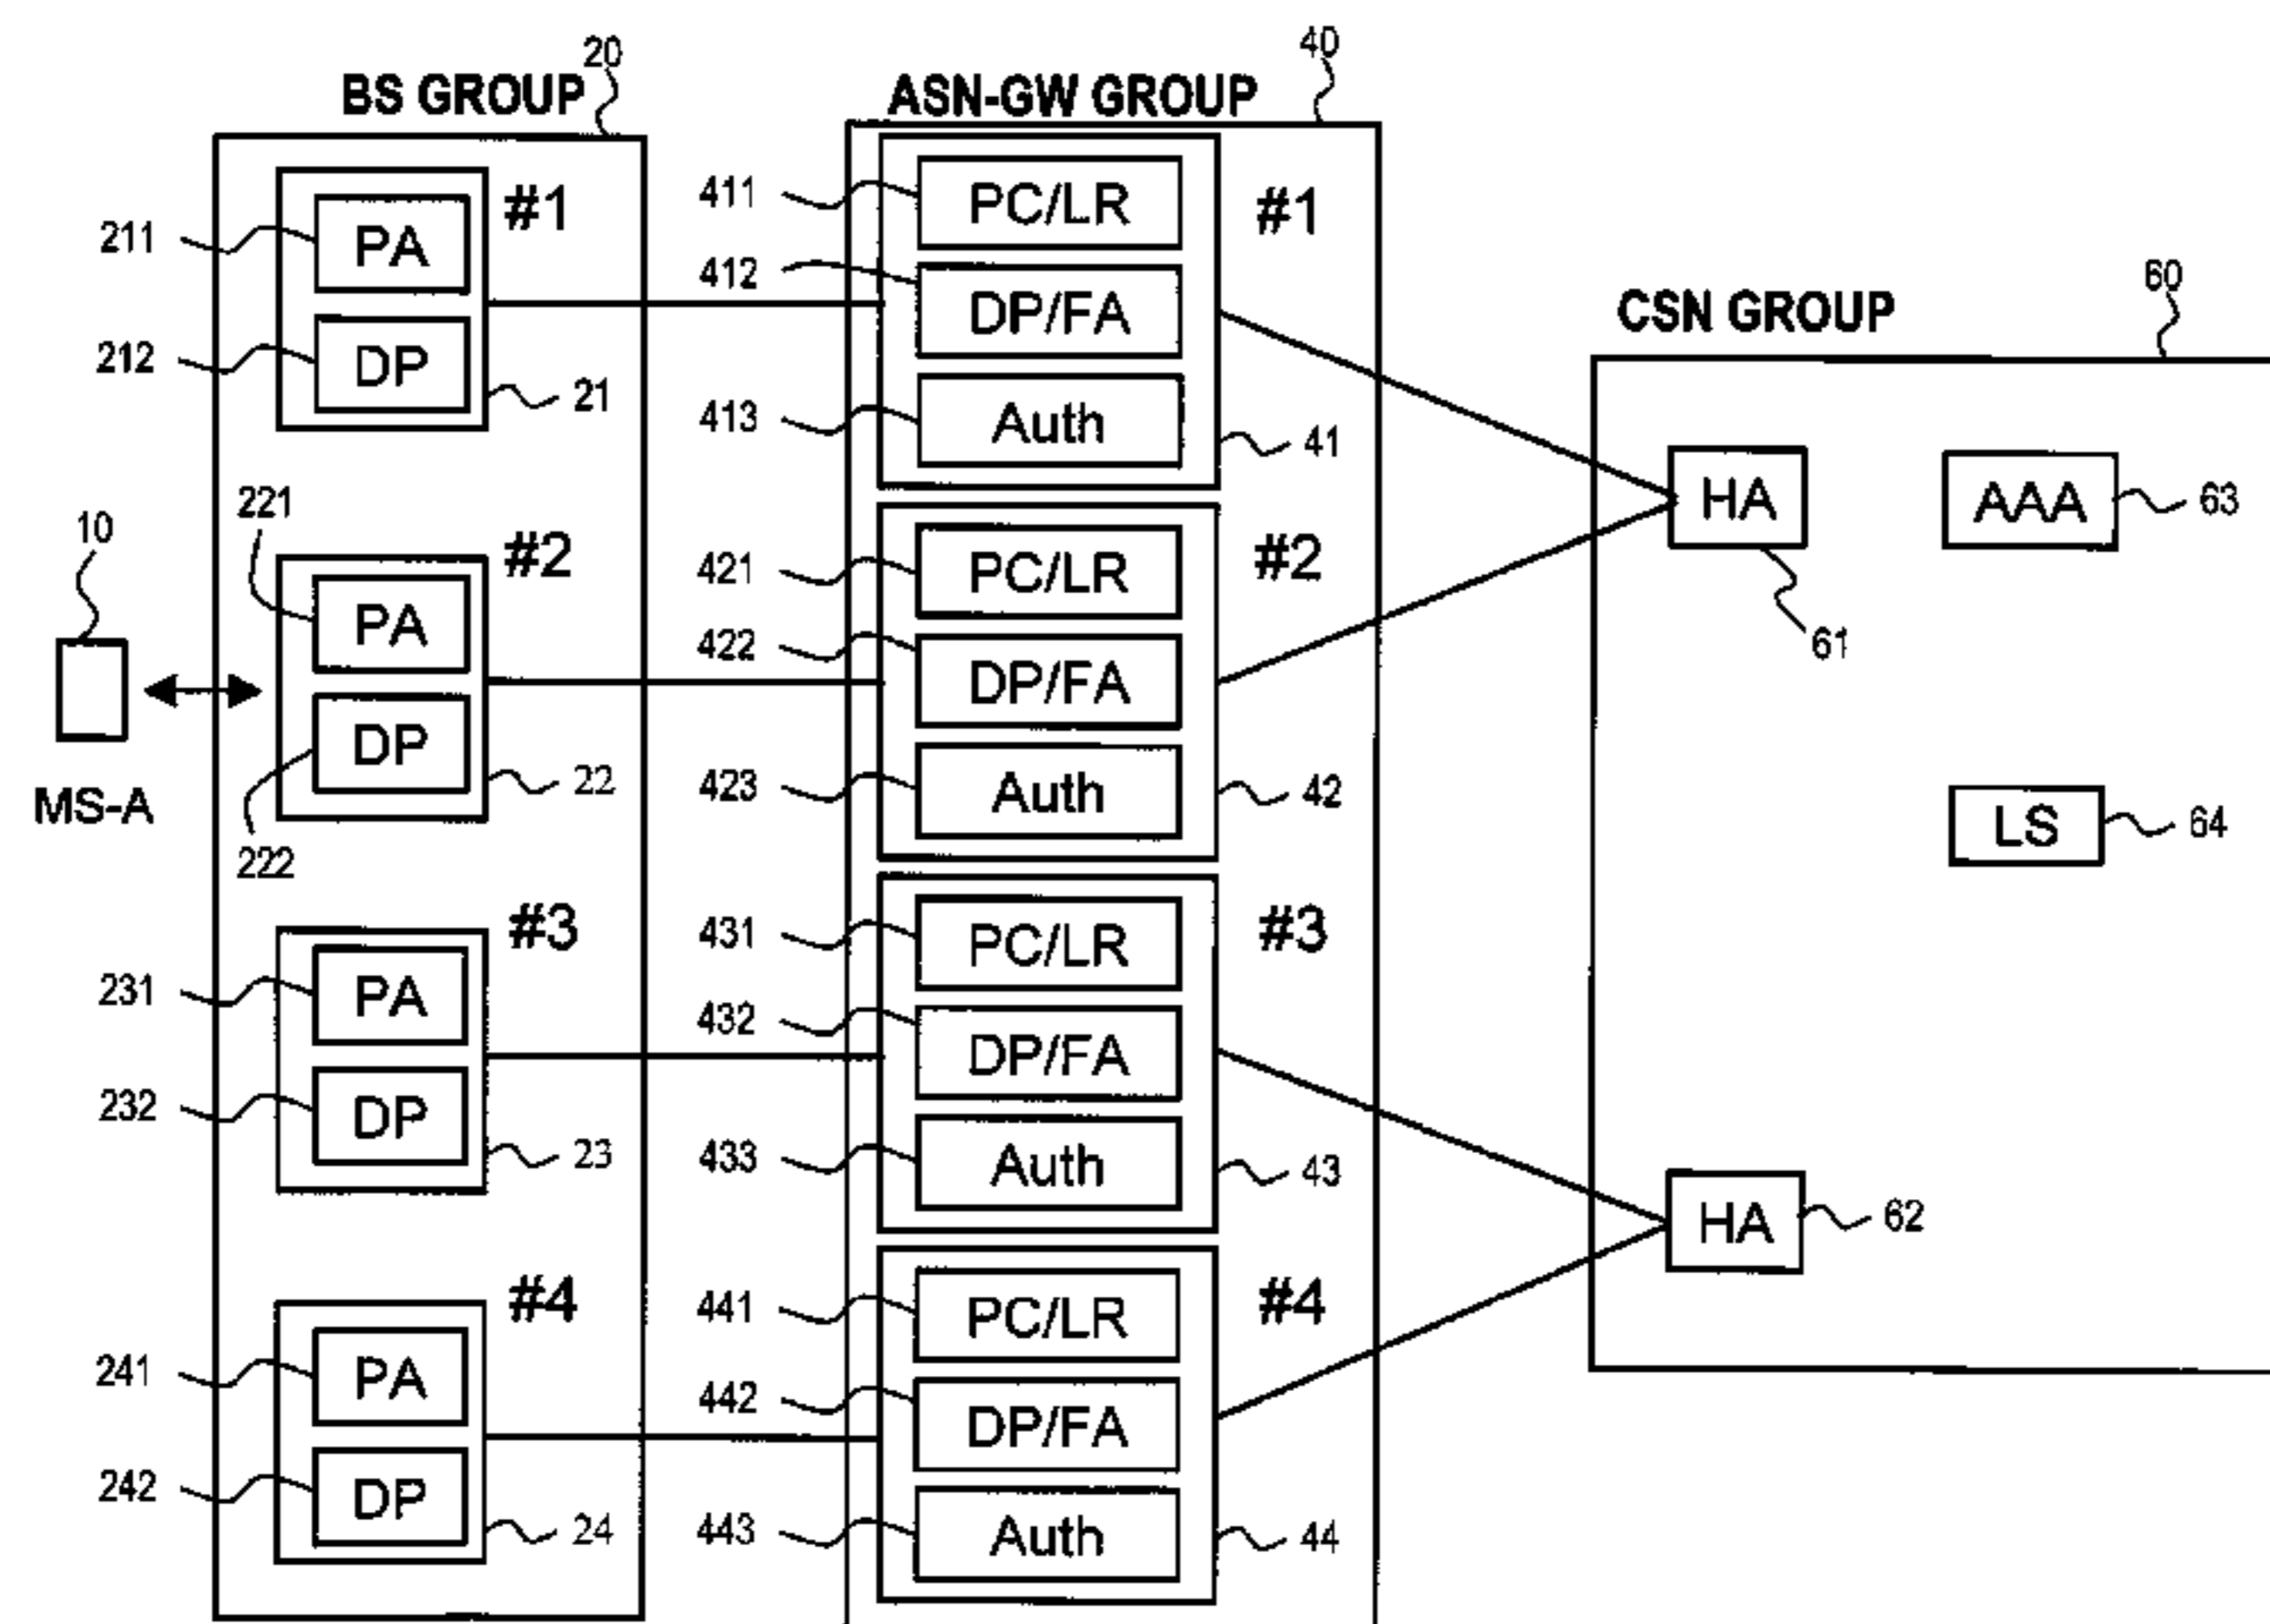 20
BS GROUP
40
ASN-GW GROUP
60
CSN GROUP
10
MS-A
#1
211
PA
212
DP
21
#2
221
PA
222
DP
22
#3
231
PA
232
DP
23
#4
241
PA
242
DP
24
#1
411
PC/LR
412
DP/FA
413
Auth
41
#2
421
PC/LR
422
DP/FA
423
Auth
42
#3
431
PC/LR
432
DP/FA
433
Auth
43
#4
441
PC/LR
442
DP/FA
443
Auth
44
HA
61
AAA
63
LS
64
HA
62